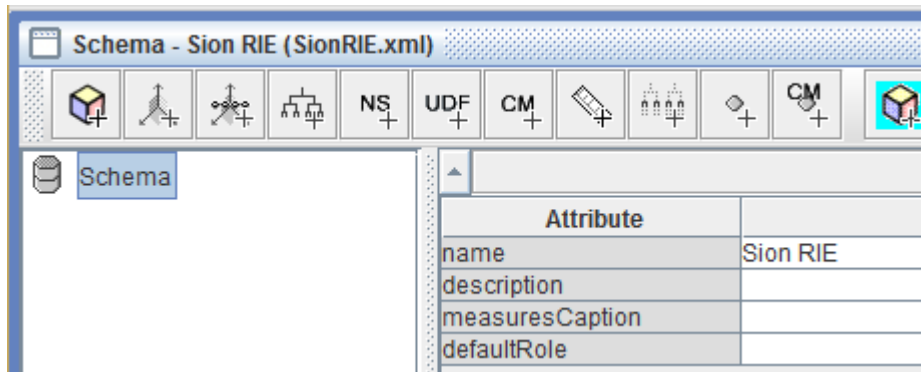 Schema - Sion RIE (SionRIE.xml)
NS UDF CM CM
Schema
Attribute
name Sion RIE
description
measuresCaption
defaultRole